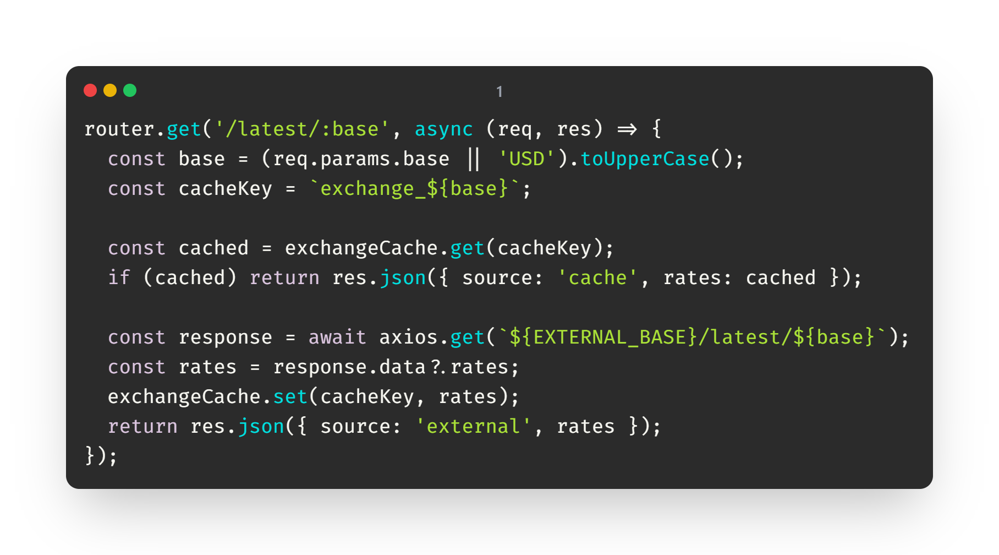 1
router.get('/latest/:base', async (req, res) => {
  const base = (req.params.base || 'USD').toUpperCase();
  const cacheKey = `exchange_${base}`;

  const cached = exchangeCache.get(cacheKey);
  if (cached) return res.json({ source: 'cache', rates: cached });

  const response = await axios.get(`${EXTERNAL_BASE}/latest/${base}`);
  const rates = response.data?.rates;
  exchangeCache.set(cacheKey, rates);
  return res.json({ source: 'external', rates });
});